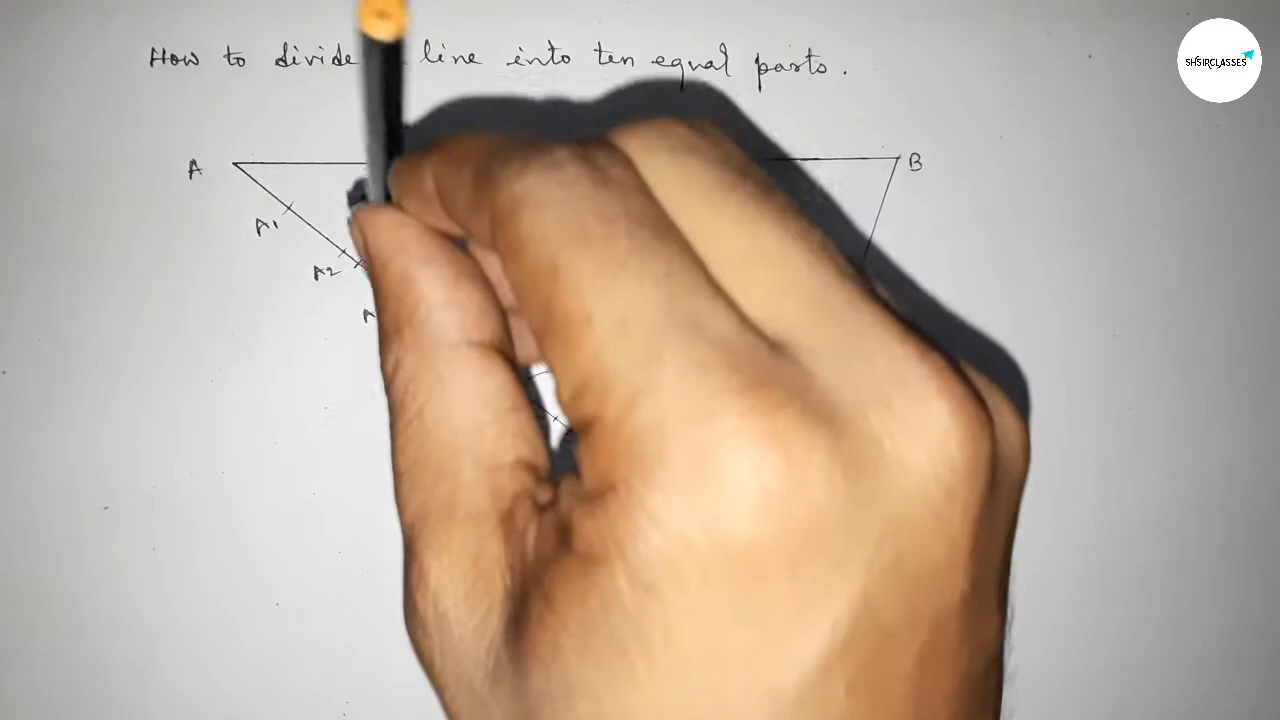 How to divide line into ten equal parts.
SHSIRCLASSES
A B
A1
A2
A